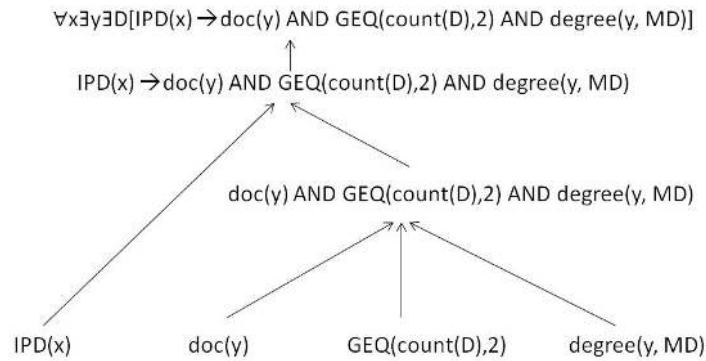 ∀x∃y∃D[IPD(x)→doc(y) AND GEQ(count(D),2) AND degree(y, MD)]
IPD(x)→doc(y) AND GEQ(count(D),2) AND degree(y, MD)
doc(y) AND GEQ(count(D),2) AND degree(y, MD)
IPD(x) doc(y) GEQ(count(D),2) degree(y, MD)